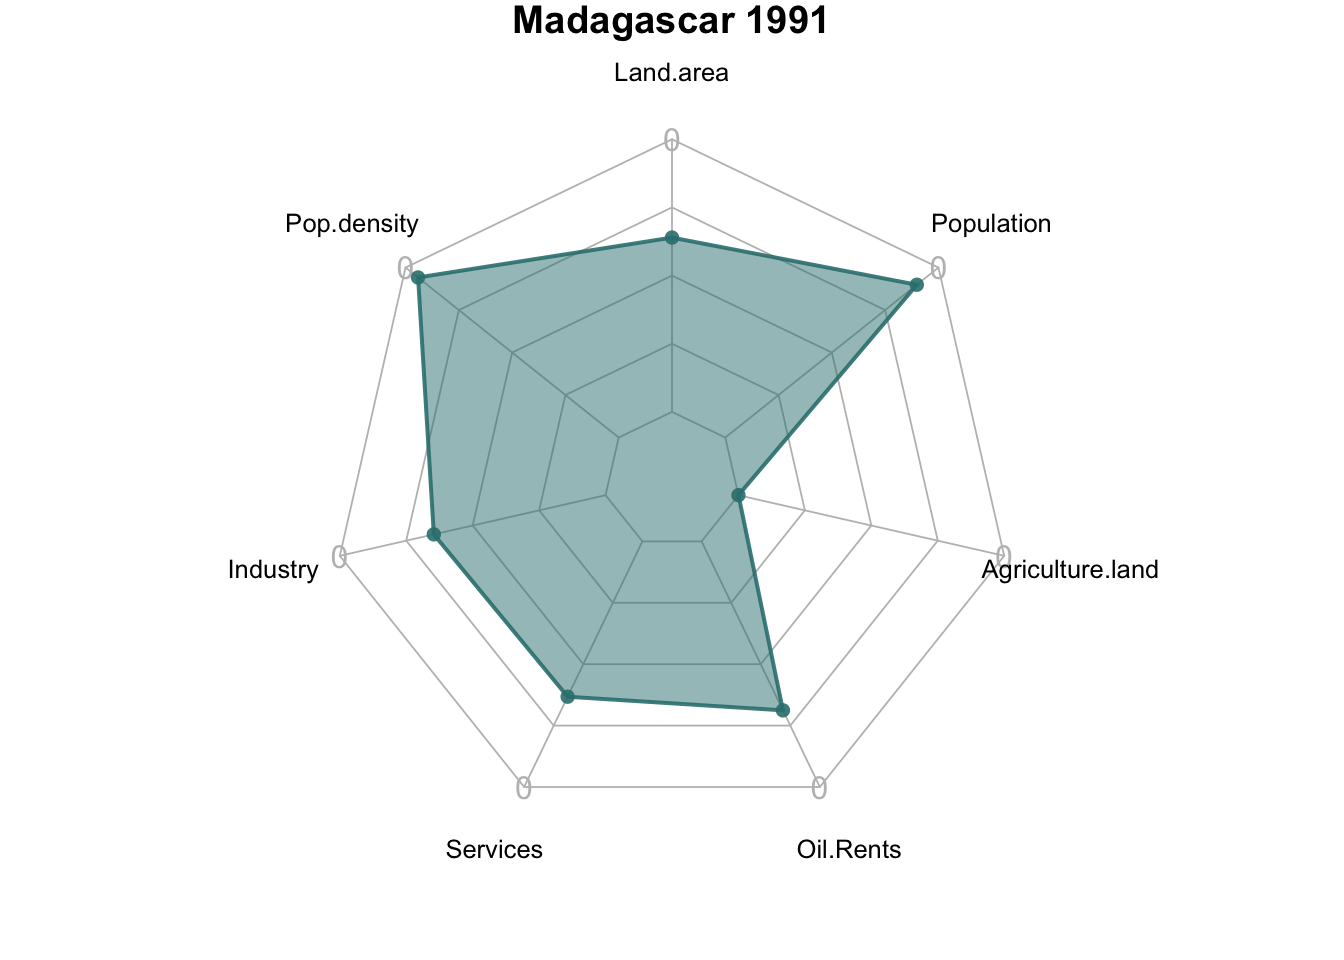 Madagascar 1991
Land.area
0
Pop.density
Population
0
0
Industry
0
0
Agriculture.land
0
0
Services
Oil.Rents